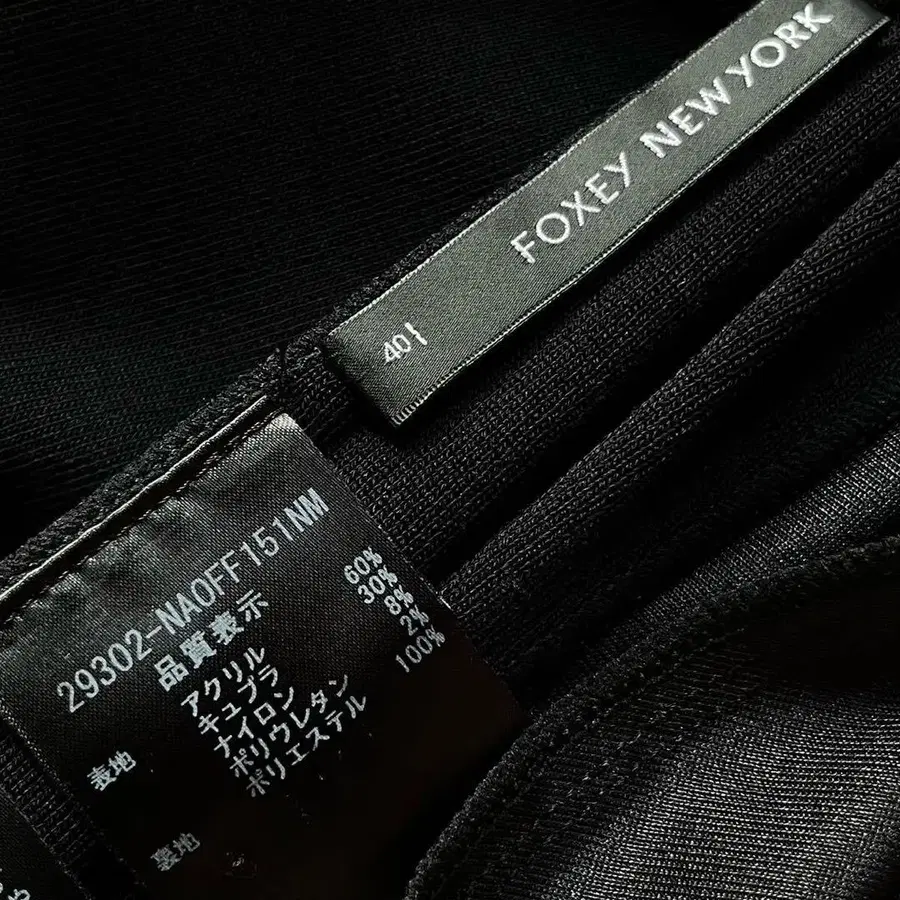 FOXEY NEW YORK
40
29302-NAOFF151NM
品質表示
表地
アクリル 60%
キュプラ 30%
ナイロン 8%
ポリウレタン 2%
裏地
ポリエステル 100%